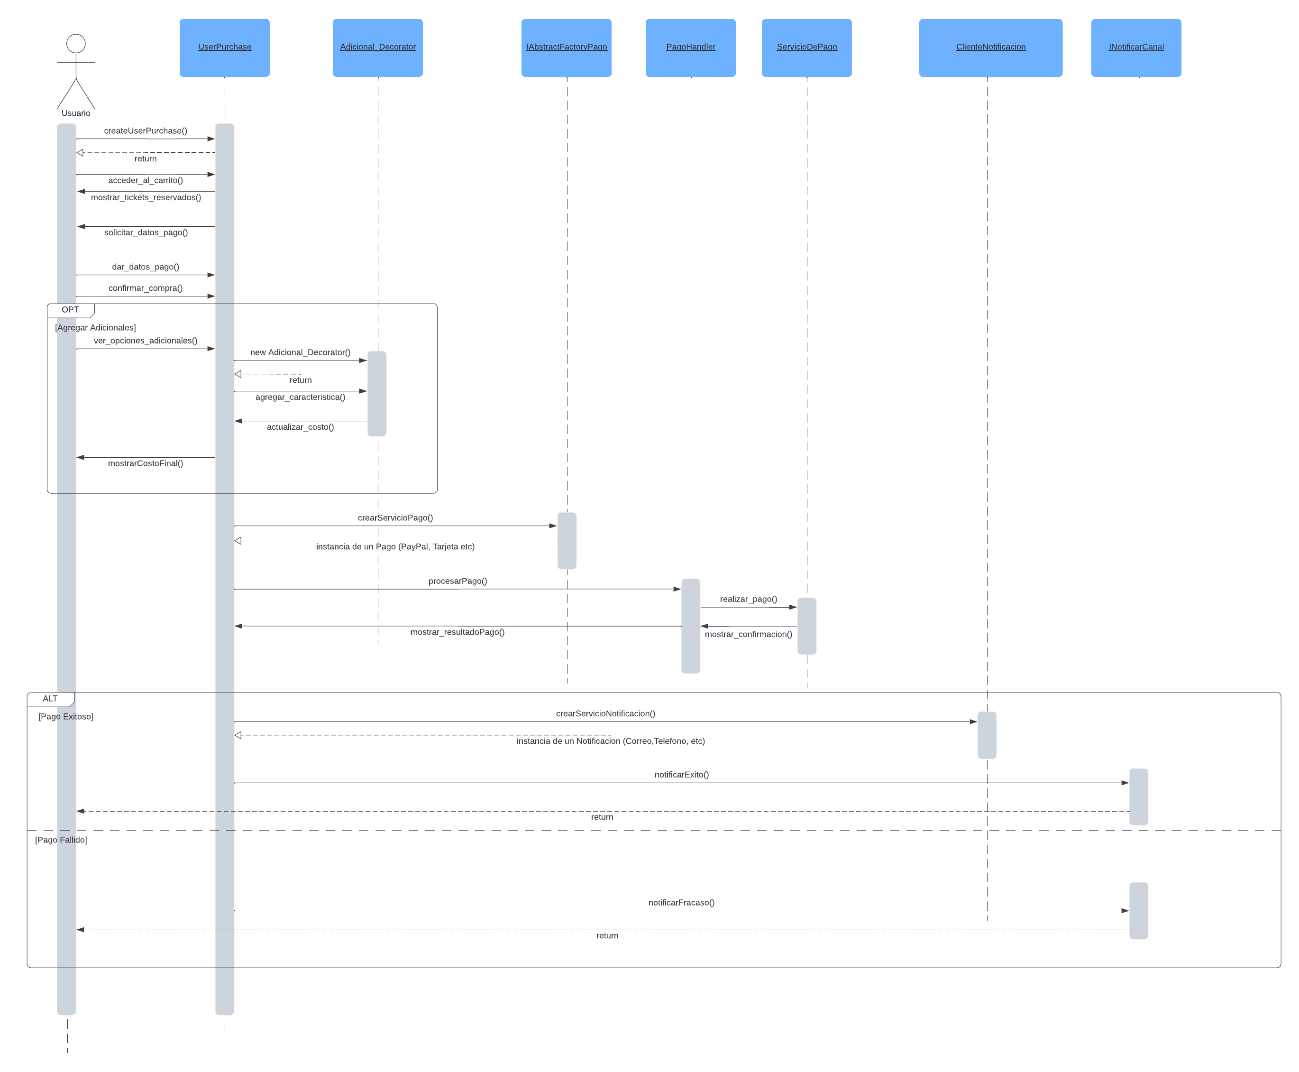 UserPurchase
Adicional_Decorator
IAbstractFactoryPago
PagoHandler
ServicioDePago
ClienteNotificacion
INotificarCanal
Usuario
createUserPurchase()
return
acceder_al_carrito()
mostrar_tickets_reservados()
solicitar_datos_pago()
dar_datos_pago()
confirmar_compra()
OPT
[Agregar Adicionales]
ver_opciones_adicionales()
new Adicional_Decorator()
return
agregar_caracteristica()
actualizar_costo()
mostrarCostoFinal()
crearServicioPago()
instancia de un Pago (PayPal, Tarjeta etc)
procesarPago()
realizar_pago()
mostrar_resultadoPago()
mostrar_confirmacion()
ALT
[Pago Exitoso]
crearServicioNotificacion()
instancia de un Notificacion (Correo,Telefono, etc)
notificarExito()
return
[Pago Fallido]
notificarFracaso()
return